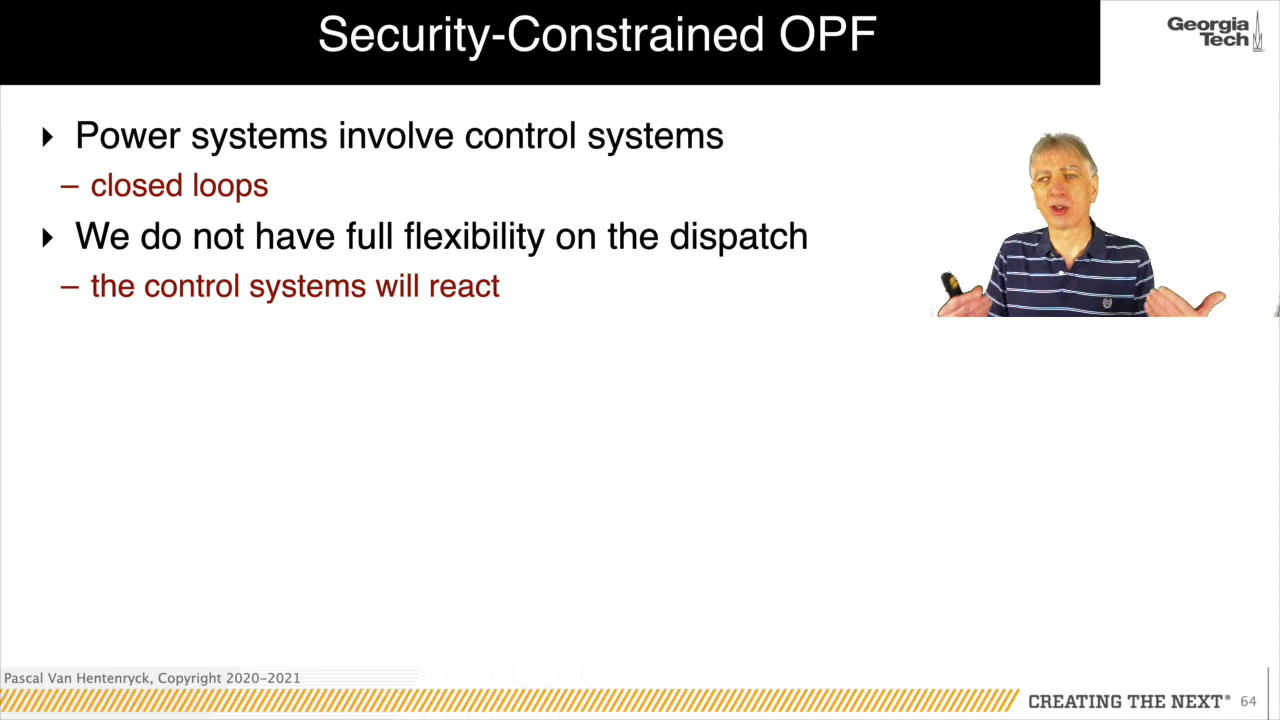 Security-Constrained OPF
Georgia
Tech
Power systems involve control systems
– closed loops
We do not have full flexibility on the dispatch
– the control systems will react
Pascal Van Hentenryck, Copyright 2020-2021
CREATING THE NEXT®
64